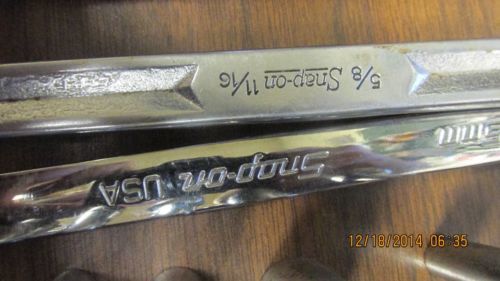 5/8 Snap-on 11/16
Snap-on USA
12/18/2014 06:35